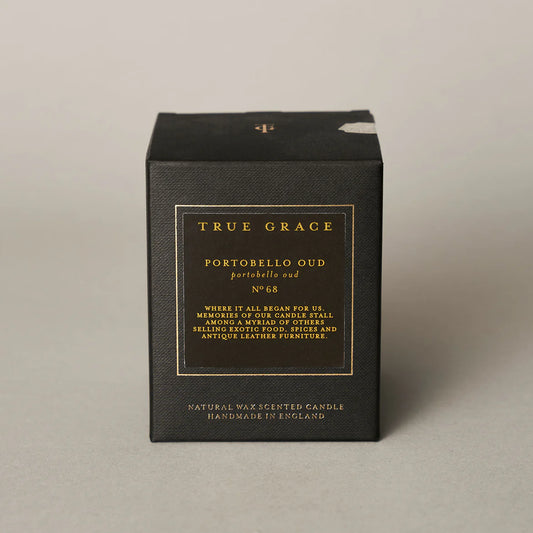 TRUE GRACE
PORTOBELLO OUD
portobello oud
Nº 68
WHERE IT ALL BEGAN FOR US.
MEMORIES OF OUR CANDLE STALL
AMONG A MYRIAD OF OTHERS
SELLING EXOTIC FOOD, SPICES AND
ANTIQUE LEATHER FURNITURE.
NATURAL WAX SCENTED CANDLE
HANDMADE IN ENGLAND